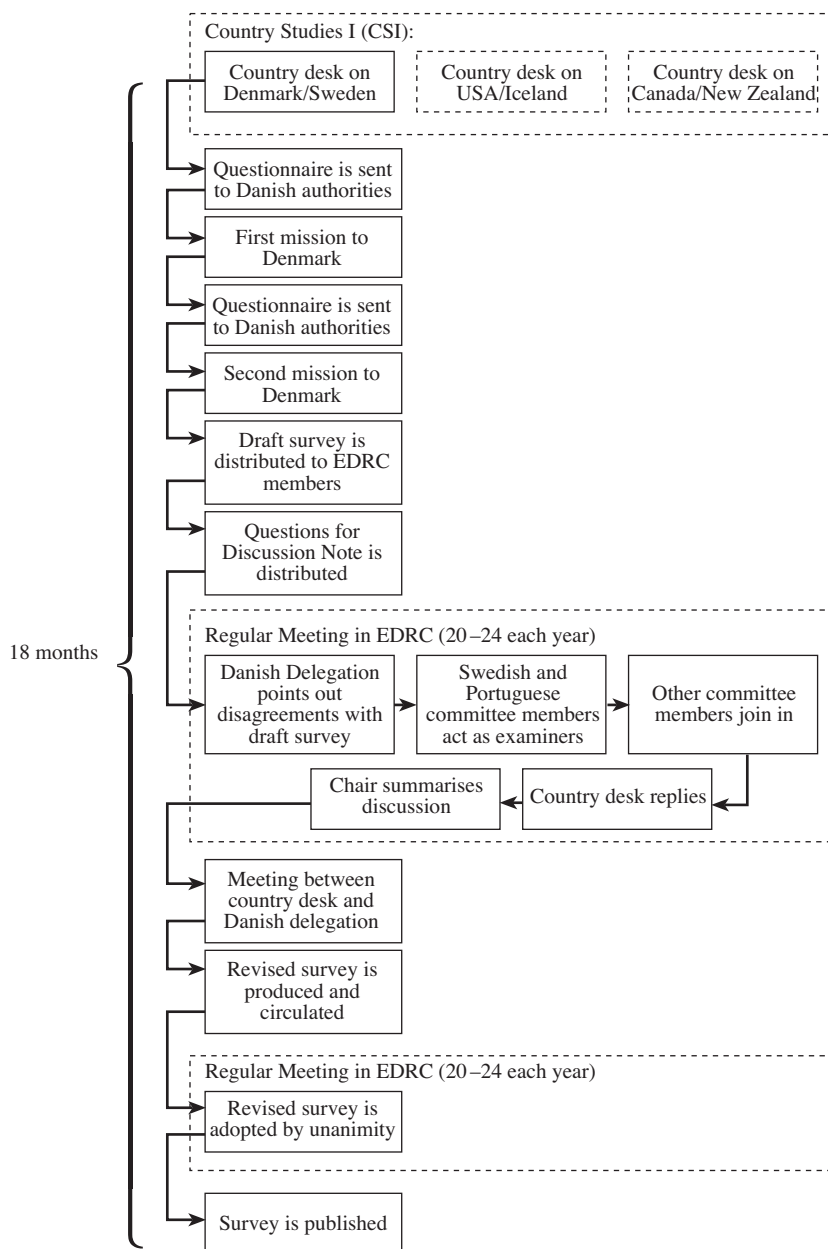 Country Studies I (CSI):
Country desk on
Denmark/Sweden
Country desk on
USA/Iceland
Country desk on
Canada/New Zealand
Questionnaire is sent
to Danish authorities
First mission to
Denmark
Questionnaire is sent
to Danish authorities
Second mission to
Denmark
Draft survey is
distributed to EDRC
members
Questions for
Discussion Note is
distributed
18 months
Regular Meeting in EDRC (20–24 each year)
Danish Delegation
points out
disagreements with
draft survey
Swedish and
Portuguese
committee members
act as examiners
Other committee
members join in
Country desk replies
Chair summarises
discussion
Meeting between
country desk and
Danish delegation
Revised survey is
produced and
circulated
Regular Meeting in EDRC (20–24 each year)
Revised survey is
adopted by unanimity
Survey is published